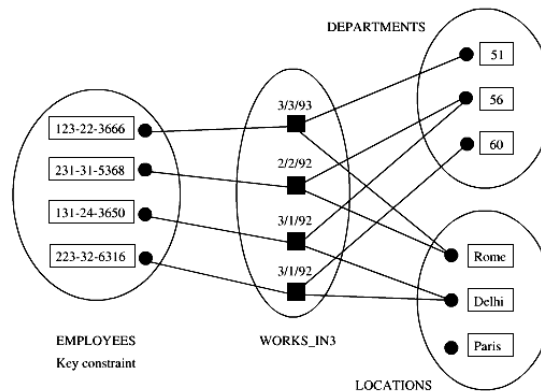 DEPARTMENTS
51
56
60
3/3/93
2/2/92
3/1/92
3/1/92
123-22-3666
231-31-5368
131-24-3650
223-32-6316
Rome
Delhi
Paris
EMPLOYEES
Key constraint
WORKS_IN3
LOCATIONS